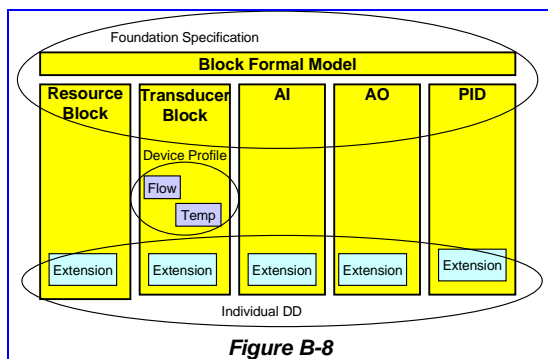 Foundation Specification
Block Formal Model
Resource Block
Transducer Block
AI
AO
PID
Device Profile
Flow
Temp
Extension
Extension
Extension
Extension
Extension
Individual DD
Figure B-8